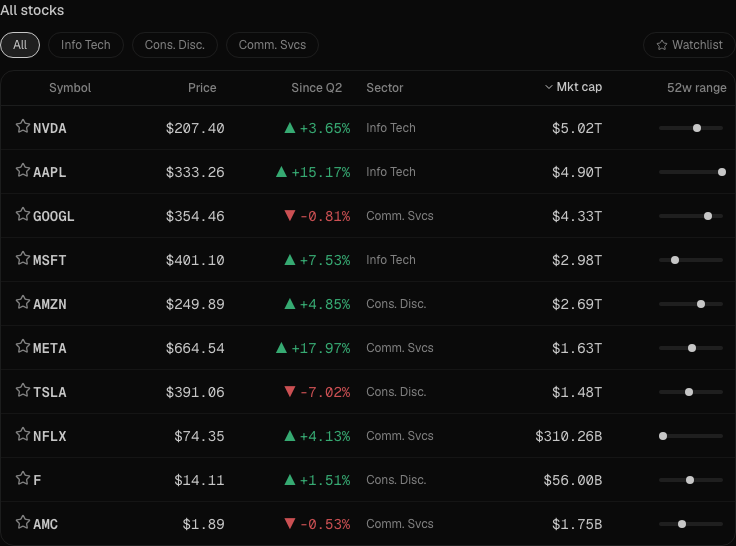 All stocks
All Info Tech Cons. Disc. Comm. Svcs Watchlist
Symbol Price Since Q2 Sector Mkt cap 52w range
NVDA $207.40 ▲ +3.65% Info Tech $5.02T
AAPL $333.26 ▲ +15.17% Info Tech $4.90T
GOOGL $354.46 ▼ -0.81% Comm. Svcs $4.33T
MSFT $401.10 ▲ +7.53% Info Tech $2.98T
AMZN $249.89 ▲ +4.85% Cons. Disc. $2.69T
META $664.54 ▲ +17.97% Comm. Svcs $1.63T
TSLA $391.06 ▼ -7.02% Cons. Disc. $1.48T
NFLX $74.35 ▲ +4.13% Comm. Svcs $310.26B
F $14.11 ▲ +1.51% Cons. Disc. $56.00B
AMC $1.89 ▼ -0.53% Comm. Svcs $1.75B